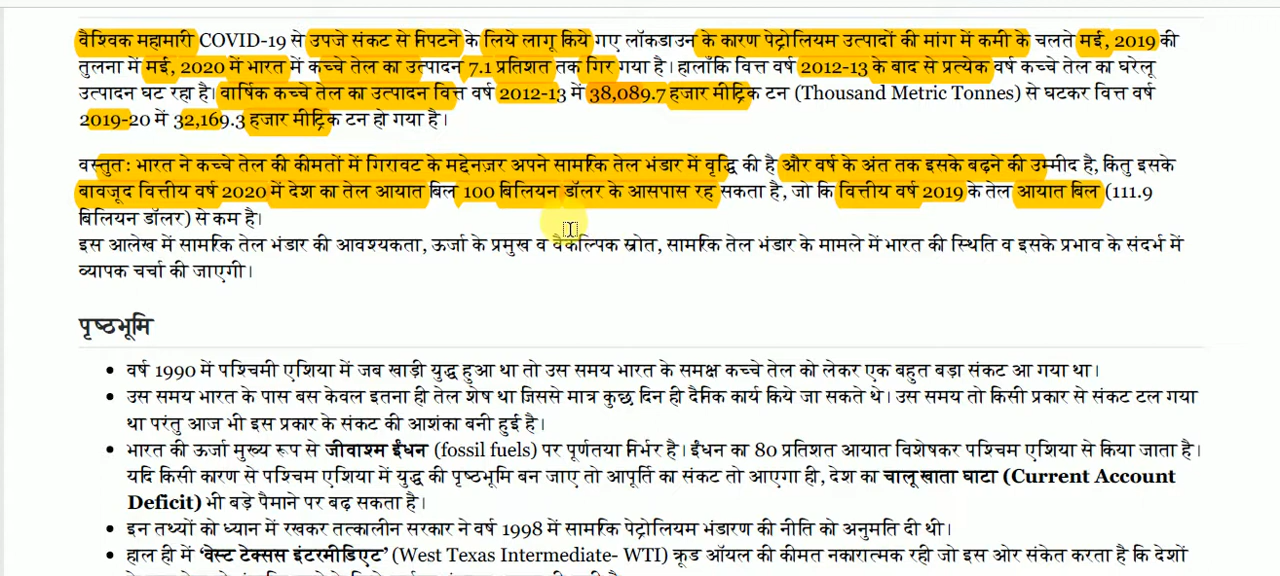 वैश्विक महामारी COVID-19 से उपजे संकट से निपटने के लिये लागू किये गए लॉकडाउन के कारण पेट्रोलियम उत्पादों की मांग में कमी के चलते मई, 2019 की
तुलना में मई, 2020 में भारत में कच्चे तेल का उत्पादन 7.1 प्रतिशत तक गिर गया है। हालाँकि वित्त वर्ष 2012-13 के बाद से प्रत्येक वर्ष कच्चे तेल का घरेलू
उत्पादन घट रहा है। वार्षिक कच्चे तेल का उत्पादन वित्त वर्ष 2012-13 में 38,089.7 हजार मीट्रिक टन (Thousand Metric Tonnes) से घटकर वित्त वर्ष
2019-20 में 32,169.3 हजार मीट्रिक टन हो गया है।
वस्तुत: भारत ने कच्चे तेल की कीमतों में गिरावट के मद्देनज़र अपने सामरिक तेल भंडार में वृद्धि की है और वर्ष के अंत तक इसके बढ़ने की उम्मीद है, किंतु इसके
बावजूद वित्तीय वर्ष 2020 में देश का तेल आयात बिल 100 बिलियन डॉलर के आसपास रह सकता है, जो कि वित्तीय वर्ष 2019 के तेल आयात बिल (111.9
बिलियन डॉलर) से कम है।
इस आलेख में सामरिक तेल भंडार की आवश्यकता, ऊर्जा के प्रमुख व वैकल्पिक स्रोत, सामरिक तेल भंडार के मामले में भारत की स्थिति व इसके प्रभाव के संदर्भ में
व्यापक चर्चा की जाएगी।
पृष्ठभूमि
वर्ष 1990 में पश्चिमी एशिया में जब खाड़ी युद्ध हुआ था तो उस समय भारत के समक्ष कच्चे तेल को लेकर एक बहुत बड़ा संकट आ गया था।
उस समय भारत के पास बस केवल इतना ही तेल शेष था जिससे मात्र कुछ दिन ही दैनिक कार्य किये जा सकते थे। उस समय तो किसी प्रकार से संकट टल गया
था परंतु आज भी इस प्रकार के संकट की आशंका बनी हुई है।
भारत की ऊर्जा मुख्य रूप से जीवाश्म ईंधन (fossil fuels) पर पूर्णतया निर्भर है। ईंधन का 80 प्रतिशत आयात विशेषकर पश्चिम एशिया से किया जाता है।
यदि किसी कारण से पश्चिम एशिया में युद्ध की पृष्ठभूमि बन जाए तो आपूर्ति का संकट तो आएगा ही, देश का चालू खाता घाटा (Current Account
Deficit) भी बड़े पैमाने पर बढ़ सकता है।
इन तथ्यों को ध्यान में रखकर तत्कालीन सरकार ने वर्ष 1998 में सामरिक पेट्रोलियम भंडारण की नीति को अनुमति दी थी।
हाल ही में ‘वेस्ट टेक्सस इंटरमीडिएट’ (West Texas Intermediate- WTI) क्रूड ऑयल की कीमत नकारात्मक रही जो इस ओर संकेत करता है कि देशों